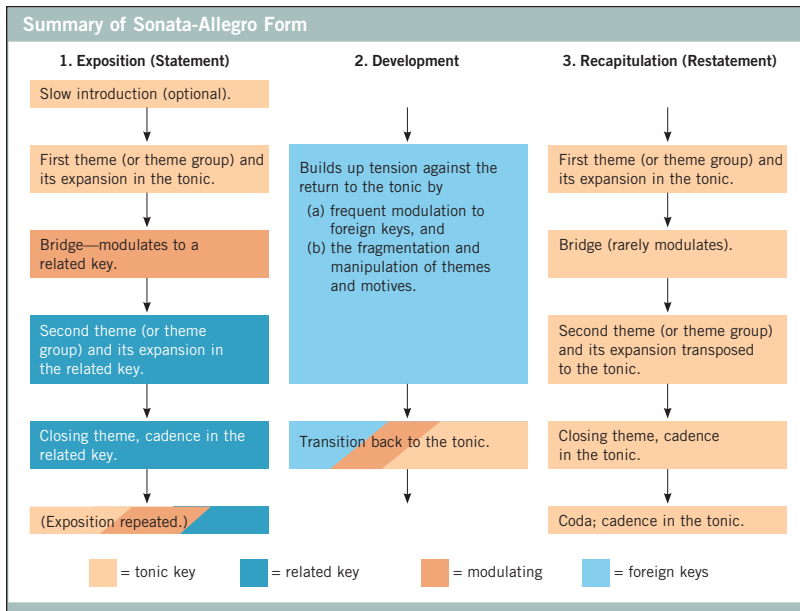 Summary of Sonata-Allegro Form
1. Exposition (Statement)
Slow introduction (optional).
First theme (or theme group) and
its expansion in the tonic.
Bridge—modulates to a
related key.
Second theme (or theme
group) and its expansion in
the related key.
Closing theme, cadence in the
related key.
(Exposition repeated.)
2. Development
Builds up tension against the
return to the tonic by
(a) frequent modulation to
foreign keys, and
(b) the fragmentation and
manipulation of themes
and motives.
Transition back to the tonic.
3. Recapitulation (Restatement)
First theme (or theme group) and
its expansion in the tonic.
Bridge (rarely modulates).
Second theme (or theme group)
and its expansion transposed
to the tonic.
Closing theme, cadence
in the tonic.
Coda; cadence in the tonic.
= tonic key
= related key
= modulating
= foreign keys